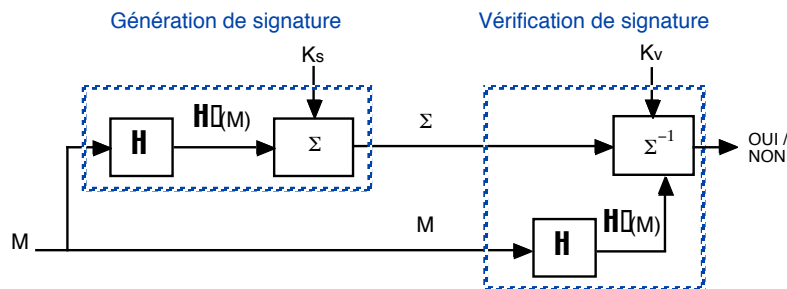 Génération de signature
Vérification de signature
Ks
Kv
H
H▯(M)
Σ
Σ
Σ⁻¹
OUI /
NON
M
M
H
H▯(M)